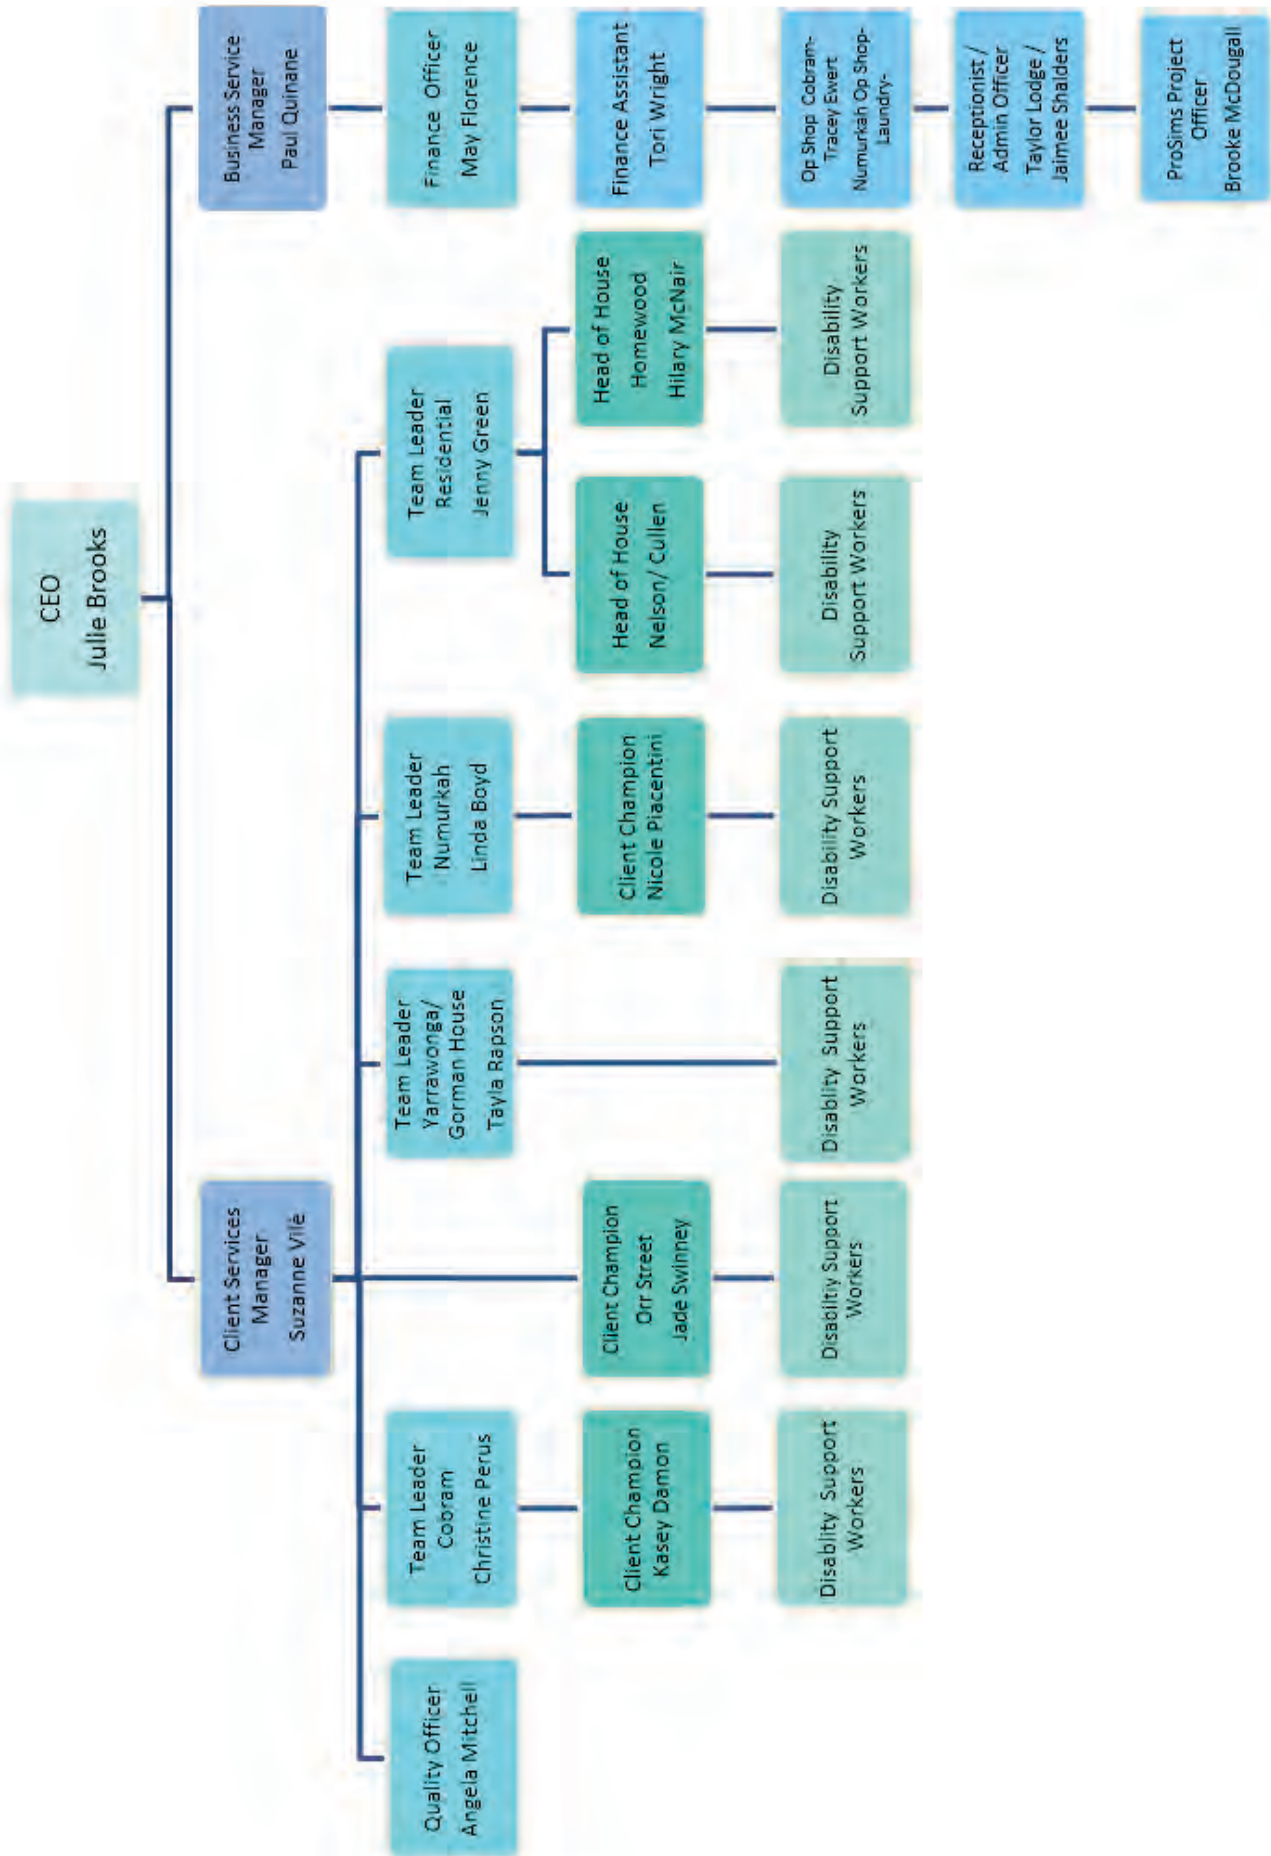 CEO
Julie Brooks
Client Services
Manager
Suzanne Vilé
Business Service
Manager
Paul Quinane
Quality Officer
Angela Mitchell
Team Leader
Cobram
Christine Perus
Team Leader
Yarrawonga/
Gorman House
Tayla Rapson
Team Leader
Numurkah
Linda Boyd
Team Leader
Residential
Jenny Green
Finance Officer
May Florence
Client Champion
Kasey Damon
Client Champion
Orr Street
Jade Swinney
Client Champion
Nicole Piacentini
Head of House
Nelson/ Cullen
Head of House
Homewood
Hilary McNair
Finance Assistant
Tori Wright
Disablity Support
Workers
Disabiltiy Support
Workers
Disablity Support
Workers
Disability Support
Workers
Disability
Support Workers
Disability
Support Workers
Op Shop Cobram-
Tracey Ewert
Numurkah Op Shop-
Laundry-
Receptionist /
Admin Officer
Taylor Lodge /
Jaimee Shalders
ProSims Project
Officer
Brooke McDougall